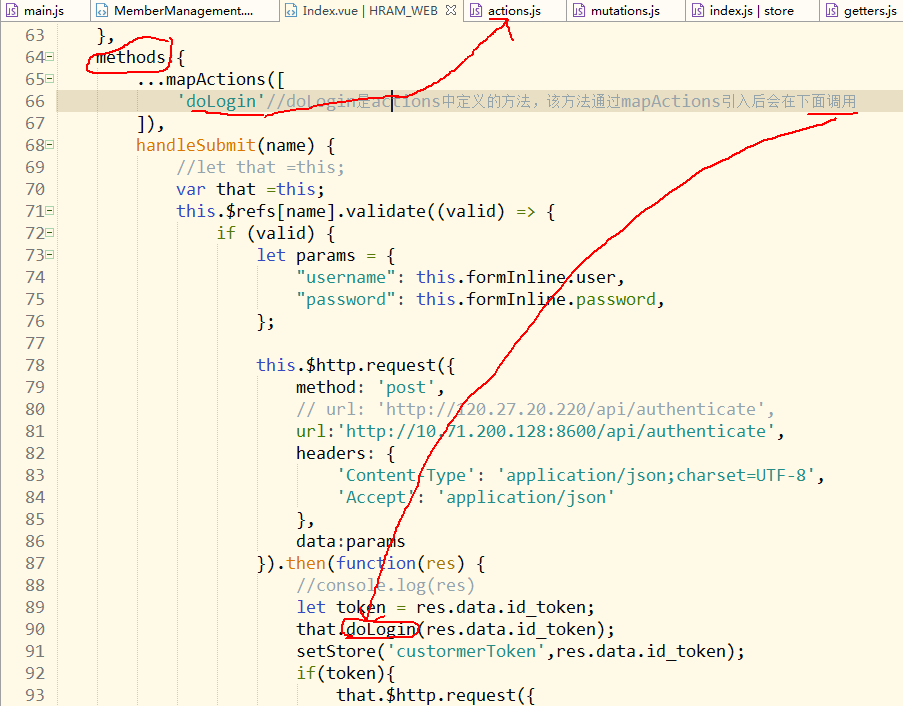 main.js MemberManagement.... Index.vue | HRAM_WEB actions.js mutations.js index.js | store getters.js
63 },
64 methods:{
65 ...mapActions([
66 'doLogin'//doLogin是actions中定义的方法，该方法通过mapActions引入后会在下面调用
67 ]),
68 handleSubmit(name) {
69 //let that =this;
70 var that =this;
71 this.$refs[name].validate((valid) => {
72 if (valid) {
73 let params = {
74 "username": this.formInline.user,
75 "password": this.formInline.password,
76 };
77
78 this.$http.request({
79 method: 'post',
80 // url: 'http://120.27.20.220/api/authenticate',
81 url:'http://10.71.200.128:8600/api/authenticate',
82 headers: {
83 'Content-Type': 'application/json;charset=UTF-8',
84 'Accept': 'application/json'
85 },
86 data:params
87 }).then(function(res) {
88 //console.log(res)
89 let token = res.data.id_token;
90 that.doLogin(res.data.id_token);
91 setStore('custormerToken',res.data.id_token);
92 if(token){
93 that.$http.request({